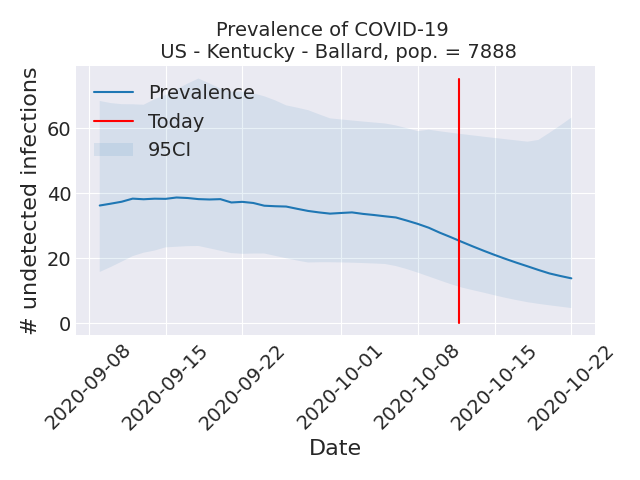 Prevalence of COVID-19
US - Kentucky - Ballard, pop. = 7888
# undetected infections
60
40
20
0
Prevalence
Today
95CI
2020-09-08
2020-09-15
2020-09-22
2020-10-01
2020-10-08
2020-10-15
2020-10-22
Date